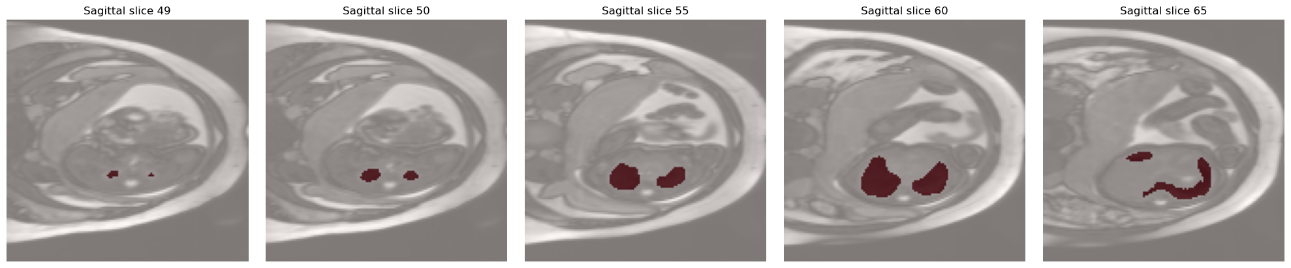 Sagittal slice 49
Sagittal slice 50
Sagittal slice 55
Sagittal slice 60
Sagittal slice 65